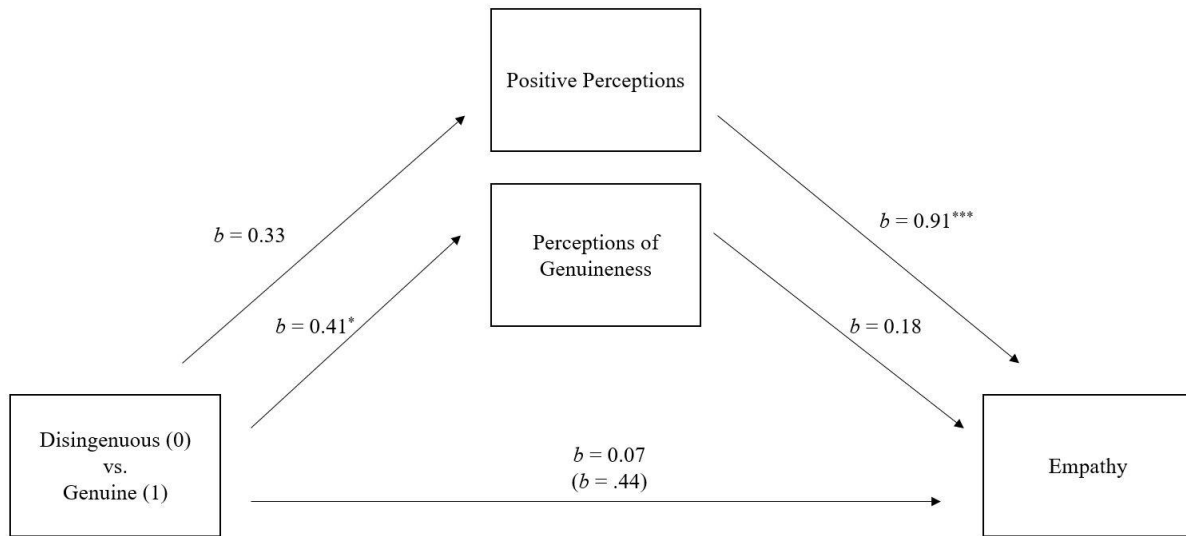 Positive Perceptions
b = 0.33
b = 0.91***
Perceptions of
Genuineness
b = 0.41*
b = 0.18
Disingenuous (0)
vs.
Genuine (1)
b = 0.07
(b = .44)
Empathy